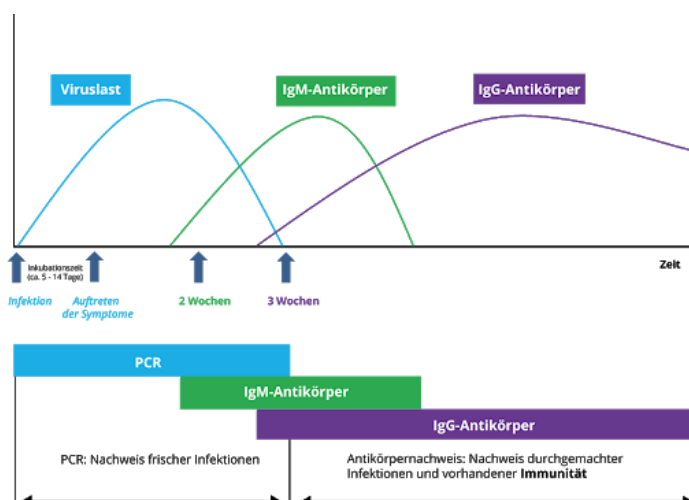 Viruslast
IgM-Antikörper
IgG-Antikörper
Inkubationszeit
(ca. 5 - 14 Tage)
Zeit
Infektion
Auftreten
der Symptome
2 Wochen
3 Wochen
PCR
IgM-Antikörper
IgG-Antikörper
PCR: Nachweis frischer Infektionen
Antikörpernachweis: Nachweis durchgemachter
Infektionen und vorhandener Immunität